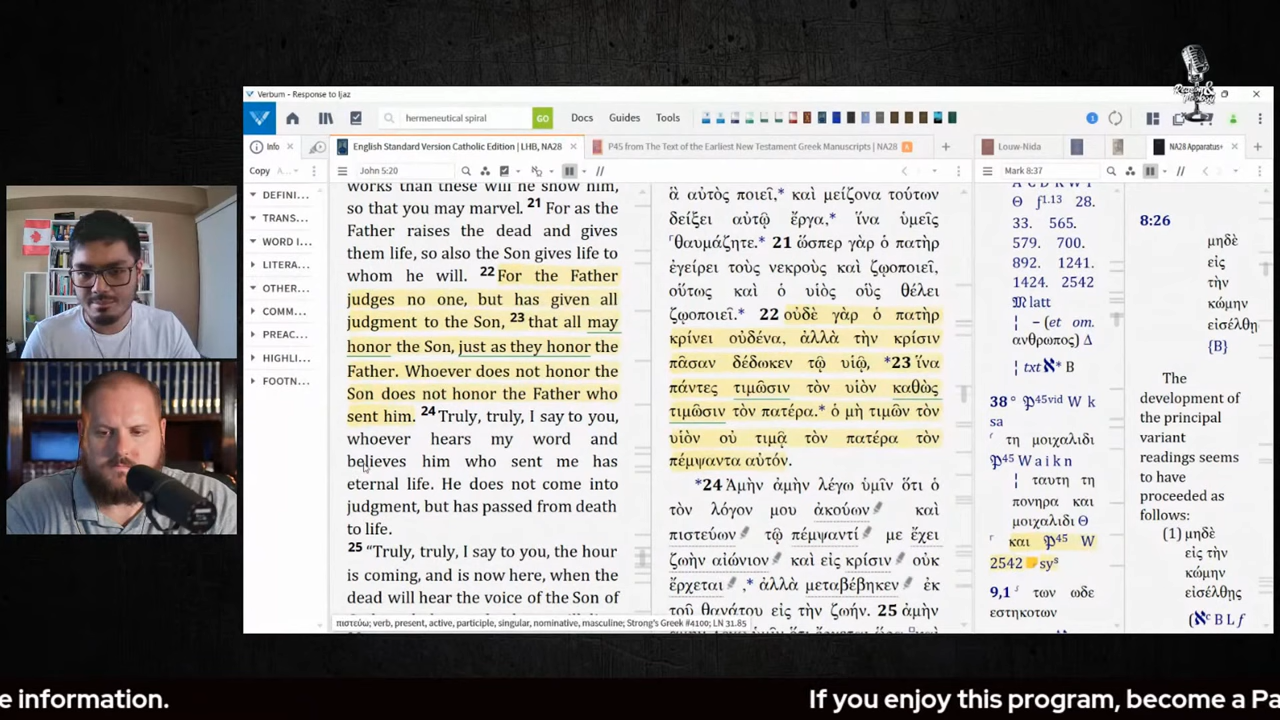 Verbum - Response to Ijaz
hermeneutical spiral
GO
Docs
Guides
Tools
1
Info
English Standard Version Catholic Edition | LHB, NA28
P45 from The Text of the Earliest New Testament Greek Manuscripts | NA28
Louw-Nida
NA28 Apparatus
Copy
John 5:20
Mark 8:37
DEFINI...
TRANS...
WORD I...
LITERA...
OTHER...
COMM...
PREAC...
HIGHLI...
FOOTN...
works than these will he show him,
so that you may marvel. 21 For as the
Father raises the dead and gives
them life, so also the Son gives life to
whom he will. 22 For the Father
judges no one, but has given all
judgment to the Son, 23 that all may
honor the Son, just as they honor the
Father. Whoever does not honor the
Son does not honor the Father who
sent him. 24 Truly, truly, I say to you,
whoever hears my word and
believes him who sent me has
eternal life. He does not come into
judgment, but has passed from death
to life.
25 “Truly, truly, I say to you, the hour
is coming, and is now here, when the
dead will hear the voice of the Son of
ἃ αὐτὸς ποιεῖ,* καὶ μείζονα τούτων
δείξει αὐτῷ ἔργα,* ἵνα ὑμεῖς
⸀θαυμάζητε.* 21 ὥσπερ γὰρ ὁ πατὴρ
ἐγείρει τοὺς νεκροὺς καὶ ζῳοποιεῖ,
οὕτως καὶ ὁ υἱὸς οὓς θέλει
ζῳοποιεῖ.* 22 οὐδὲ γὰρ ὁ πατὴρ
κρίνει οὐδένα, ἀλλὰ τὴν κρίσιν
πᾶσαν δέδωκεν τῷ υἱῷ, *23 ἵνα
πάντες τιμῶσιν τὸν υἱὸν καθὼς
τιμῶσιν τὸν πατέρα.* ὁ μὴ τιμῶν τὸν
υἱὸν οὐ τιμᾷ τὸν πατέρα τὸν
πέμψαντα αὐτόν.
*24 Ἀμὴν ἀμὴν λέγω ὑμῖν ὅτι ὁ
τὸν λόγον μου ἀκούων καὶ
πιστεύων τῷ πέμψαντί με ἔχει
ζωὴν αἰώνιον καὶ εἰς κρίσιν οὐκ
ἔρχεται,* ἀλλὰ μεταβέβηκεν ἐκ
τοῦ θανάτου εἰς τὴν ζωήν. 25 ἀμὴν
A C D K W Γ
Θ ƒ1.13 28.
33. 565.
579. 700.
892. 1241.
1424. 2542
𝔐 latt
¦ – (et om.
ανθρωπος) Δ
¦ txt ℵ* B
38 ° 𝔓45vid W k
sa
⸂ τη μοιχαλιδι
𝔓45 W a i k n
¦ ταυτη τη
πονηρα και
μοιχαλιδι Θ
⸀ και 𝔓45 W
2542 sys
9,1 ⸉ των ωδε
εστηκοτων
8:26
μηδὲ
εἰς
τὴν
κώμην
εἰσέλθῃ
{B}
The
development of
the principal
variant
readings seems
to have
proceeded as
follows:
(1) μηδὲ
εἰς τὴν
κώμην
εἰσέλθῃς
(ℵc B L f
πιστεύω; verb, present, active, participle, singular, nominative, masculine; Strong's Greek #4100; LN 31.85
e information.
If you enjoy this program, become a Pa